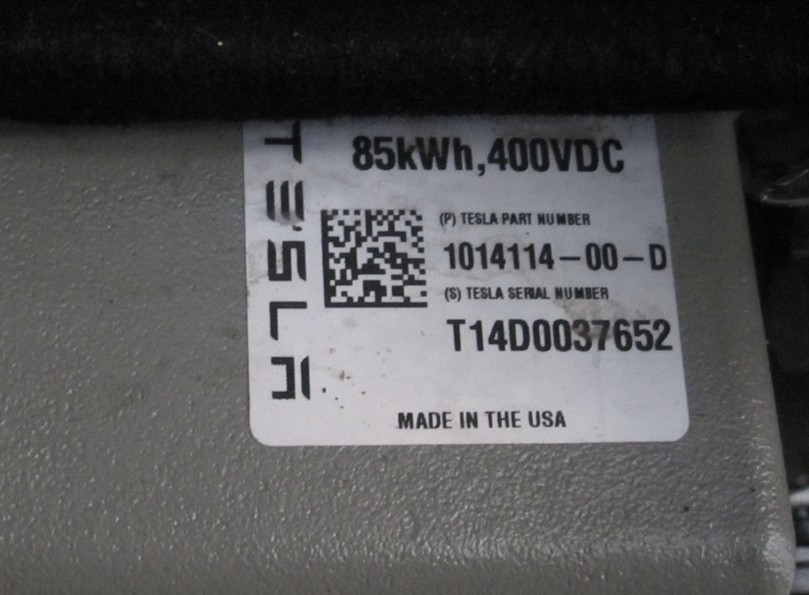 TESLA
85kWh,400VDC
(P) TESLA PART NUMBER
1014114-00-D
(S) TESLA SERIAL NUMBER
T14D0037652
MADE IN THE USA